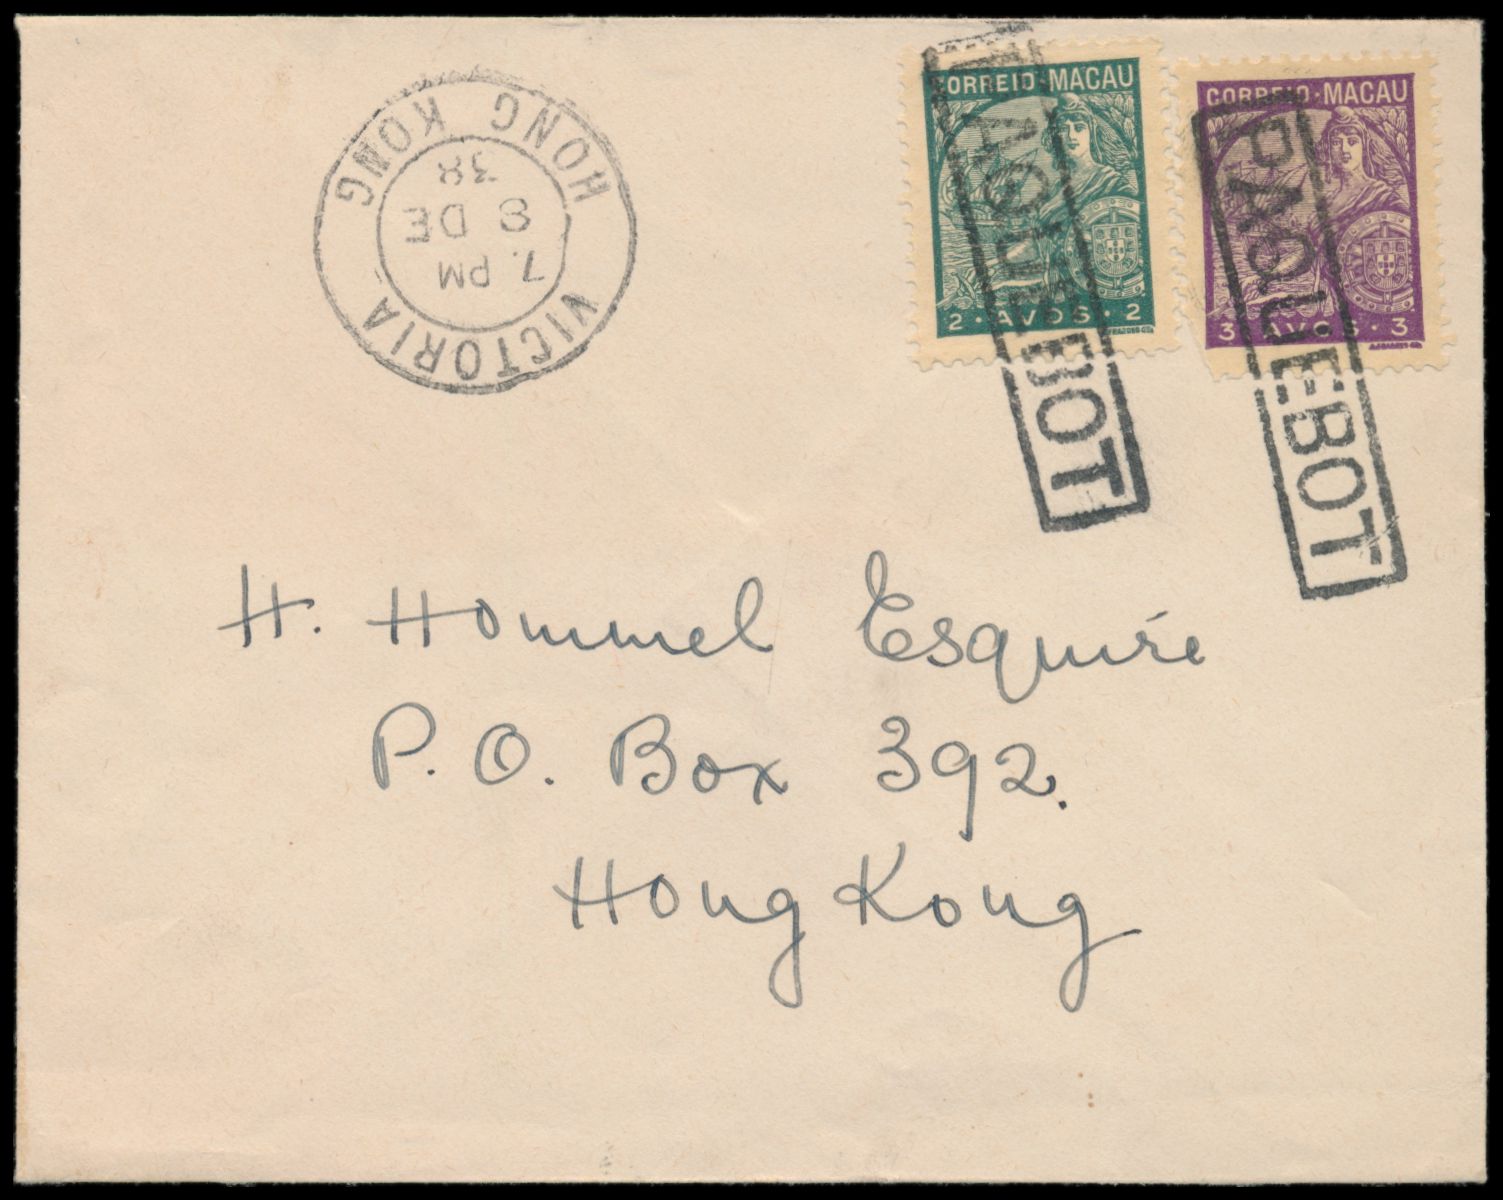 VICTORIA
HONG KONG
7. PM
8 DE
38
CORREIO · MACAU
2 · AVOS · 2
PAQUEBOT
CORREIO · MACAU
3 · AVOS · 3
PAQUEBOT
H. Hommel Esquire
P. O. Box 392.
Hong Kong